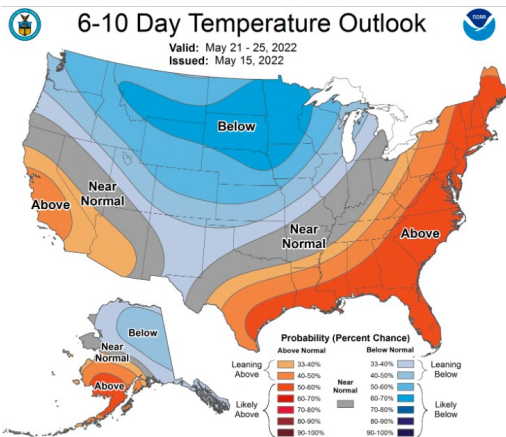 6-10 Day Temperature Outlook
NOAA
Valid: May 21 - 25, 2022
Issued: May 15, 2022
Below
Near
Normal
Above
Near
Normal
Above
Below
Near
Normal
Above
Probability (Percent Chance)
Above Normal
Below Normal
Leaning
Above
33-40%
40-50%
33-40%
40-50%
Leaning
Below
Likely
Above
50-60%
60-70%
70-80%
80-90%
90-100%
Near
Normal
50-60%
60-70%
70-80%
80-90%
90-100%
Likely
Below